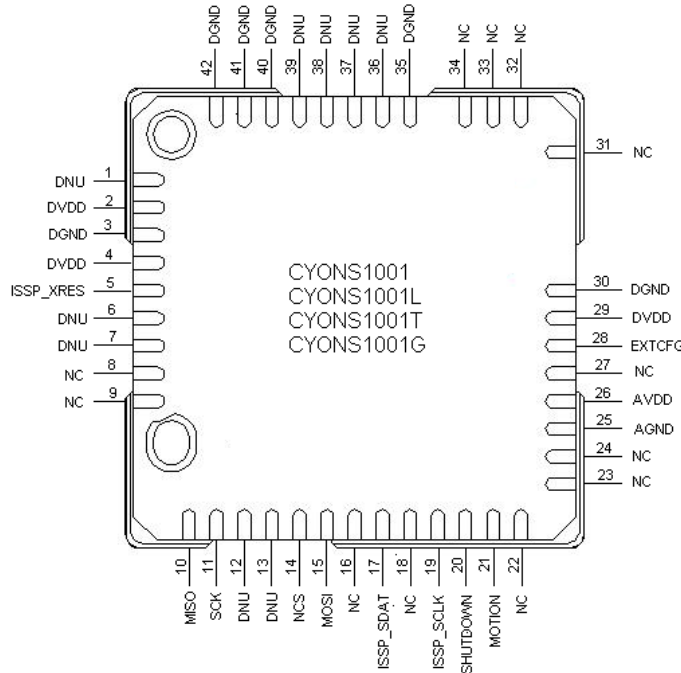 42 DGND
41 DGND
40 DGND
39 DNU
38 DNU
37 DNU
36 DNU
35 DGND
34 NC
33 NC
32 NC
31 NC
DNU 1
DVDD 2
DGND 3
DVDD 4
ISSP_XRES 5
DNU 6
DNU 7
NC 8
NC 9
CYONS1001
CYONS1001L
CYONS1001T
CYONS1001G
30 DGND
29 DVDD
28 EXTCFG
27 NC
26 AVDD
25 AGND
24 NC
23 NC
MISO 10
SCK 11
DNU 12
DNU 13
NCS 14
MOSI 15
NC 16
ISSP_SDAT 17
NC 18
ISSP_SCLK 19
SHUTDOWN 20
MOTION 21
NC 22